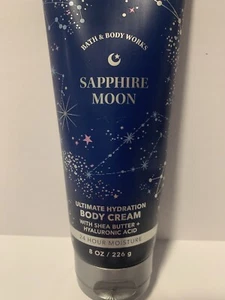 BATH & BODY WORKS
SAPPHIRE
MOON
ULTIMATE HYDRATION
BODY CREAM
WITH SHEA BUTTER +
HYALURONIC ACID
HOUR MOISTURE
8 OZ / 226 g